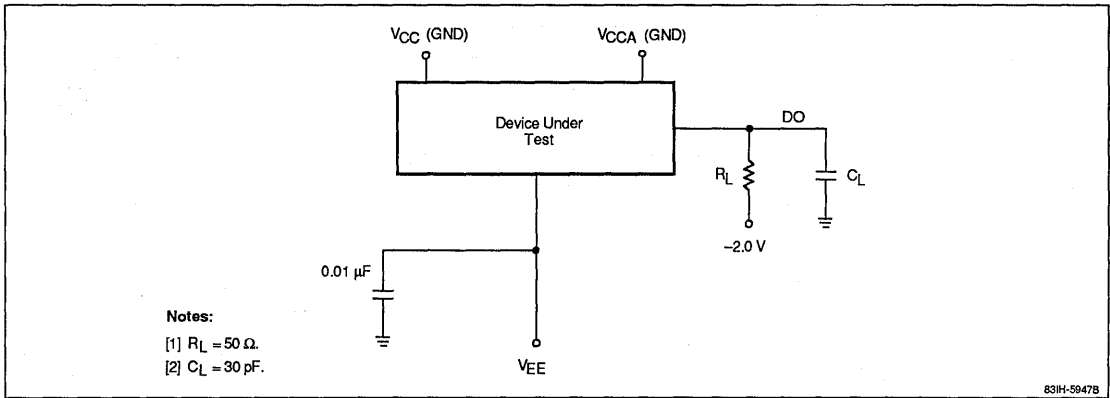 VCC (GND)
VCCA (GND)
Device Under
Test
DO
RL
CL
–2.0 V
0.01 µF
VEE
Notes:
[1] RL = 50 Ω.
[2] CL = 30 pF.
83IH-5947B